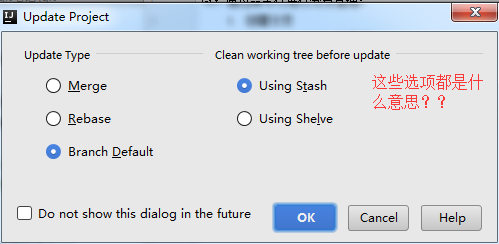 Update Project
Update Type
Clean working tree before update
Merge
Using Stash
这些选项都是什
么意思？？
Rebase
Using Shelve
Branch Default
Do not show this dialog in the future
OK
Cancel
Help